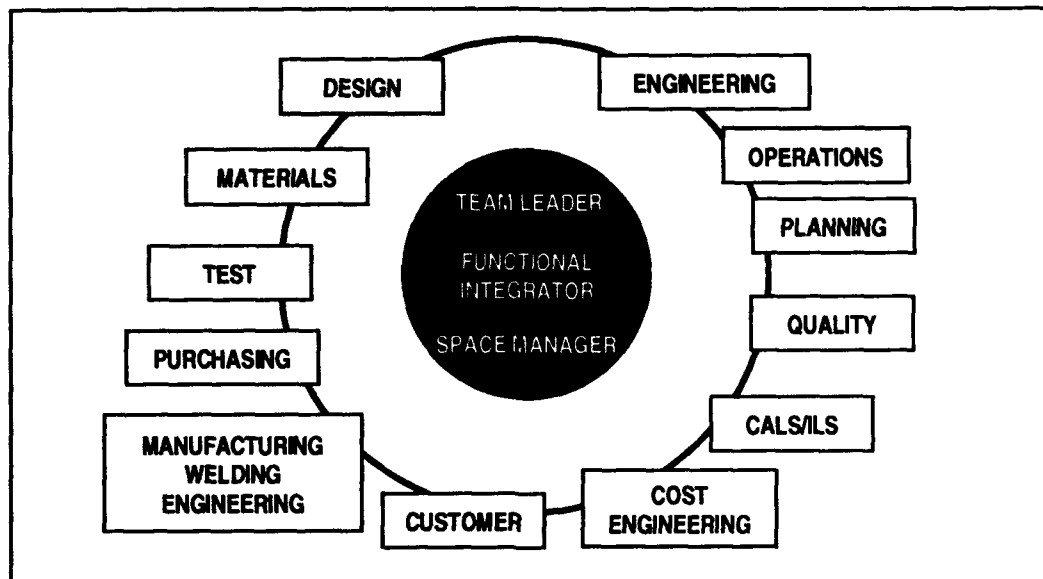 DESIGN
ENGINEERING
OPERATIONS
MATERIALS
TEAM LEADER
PLANNING
TEST
FUNCTIONAL
INTEGRATOR
QUALITY
SPACE MANAGER
PURCHASING
CALS/ILS
MANUFACTURING
WELDING
ENGINEERING
CUSTOMER
COST
ENGINEERING